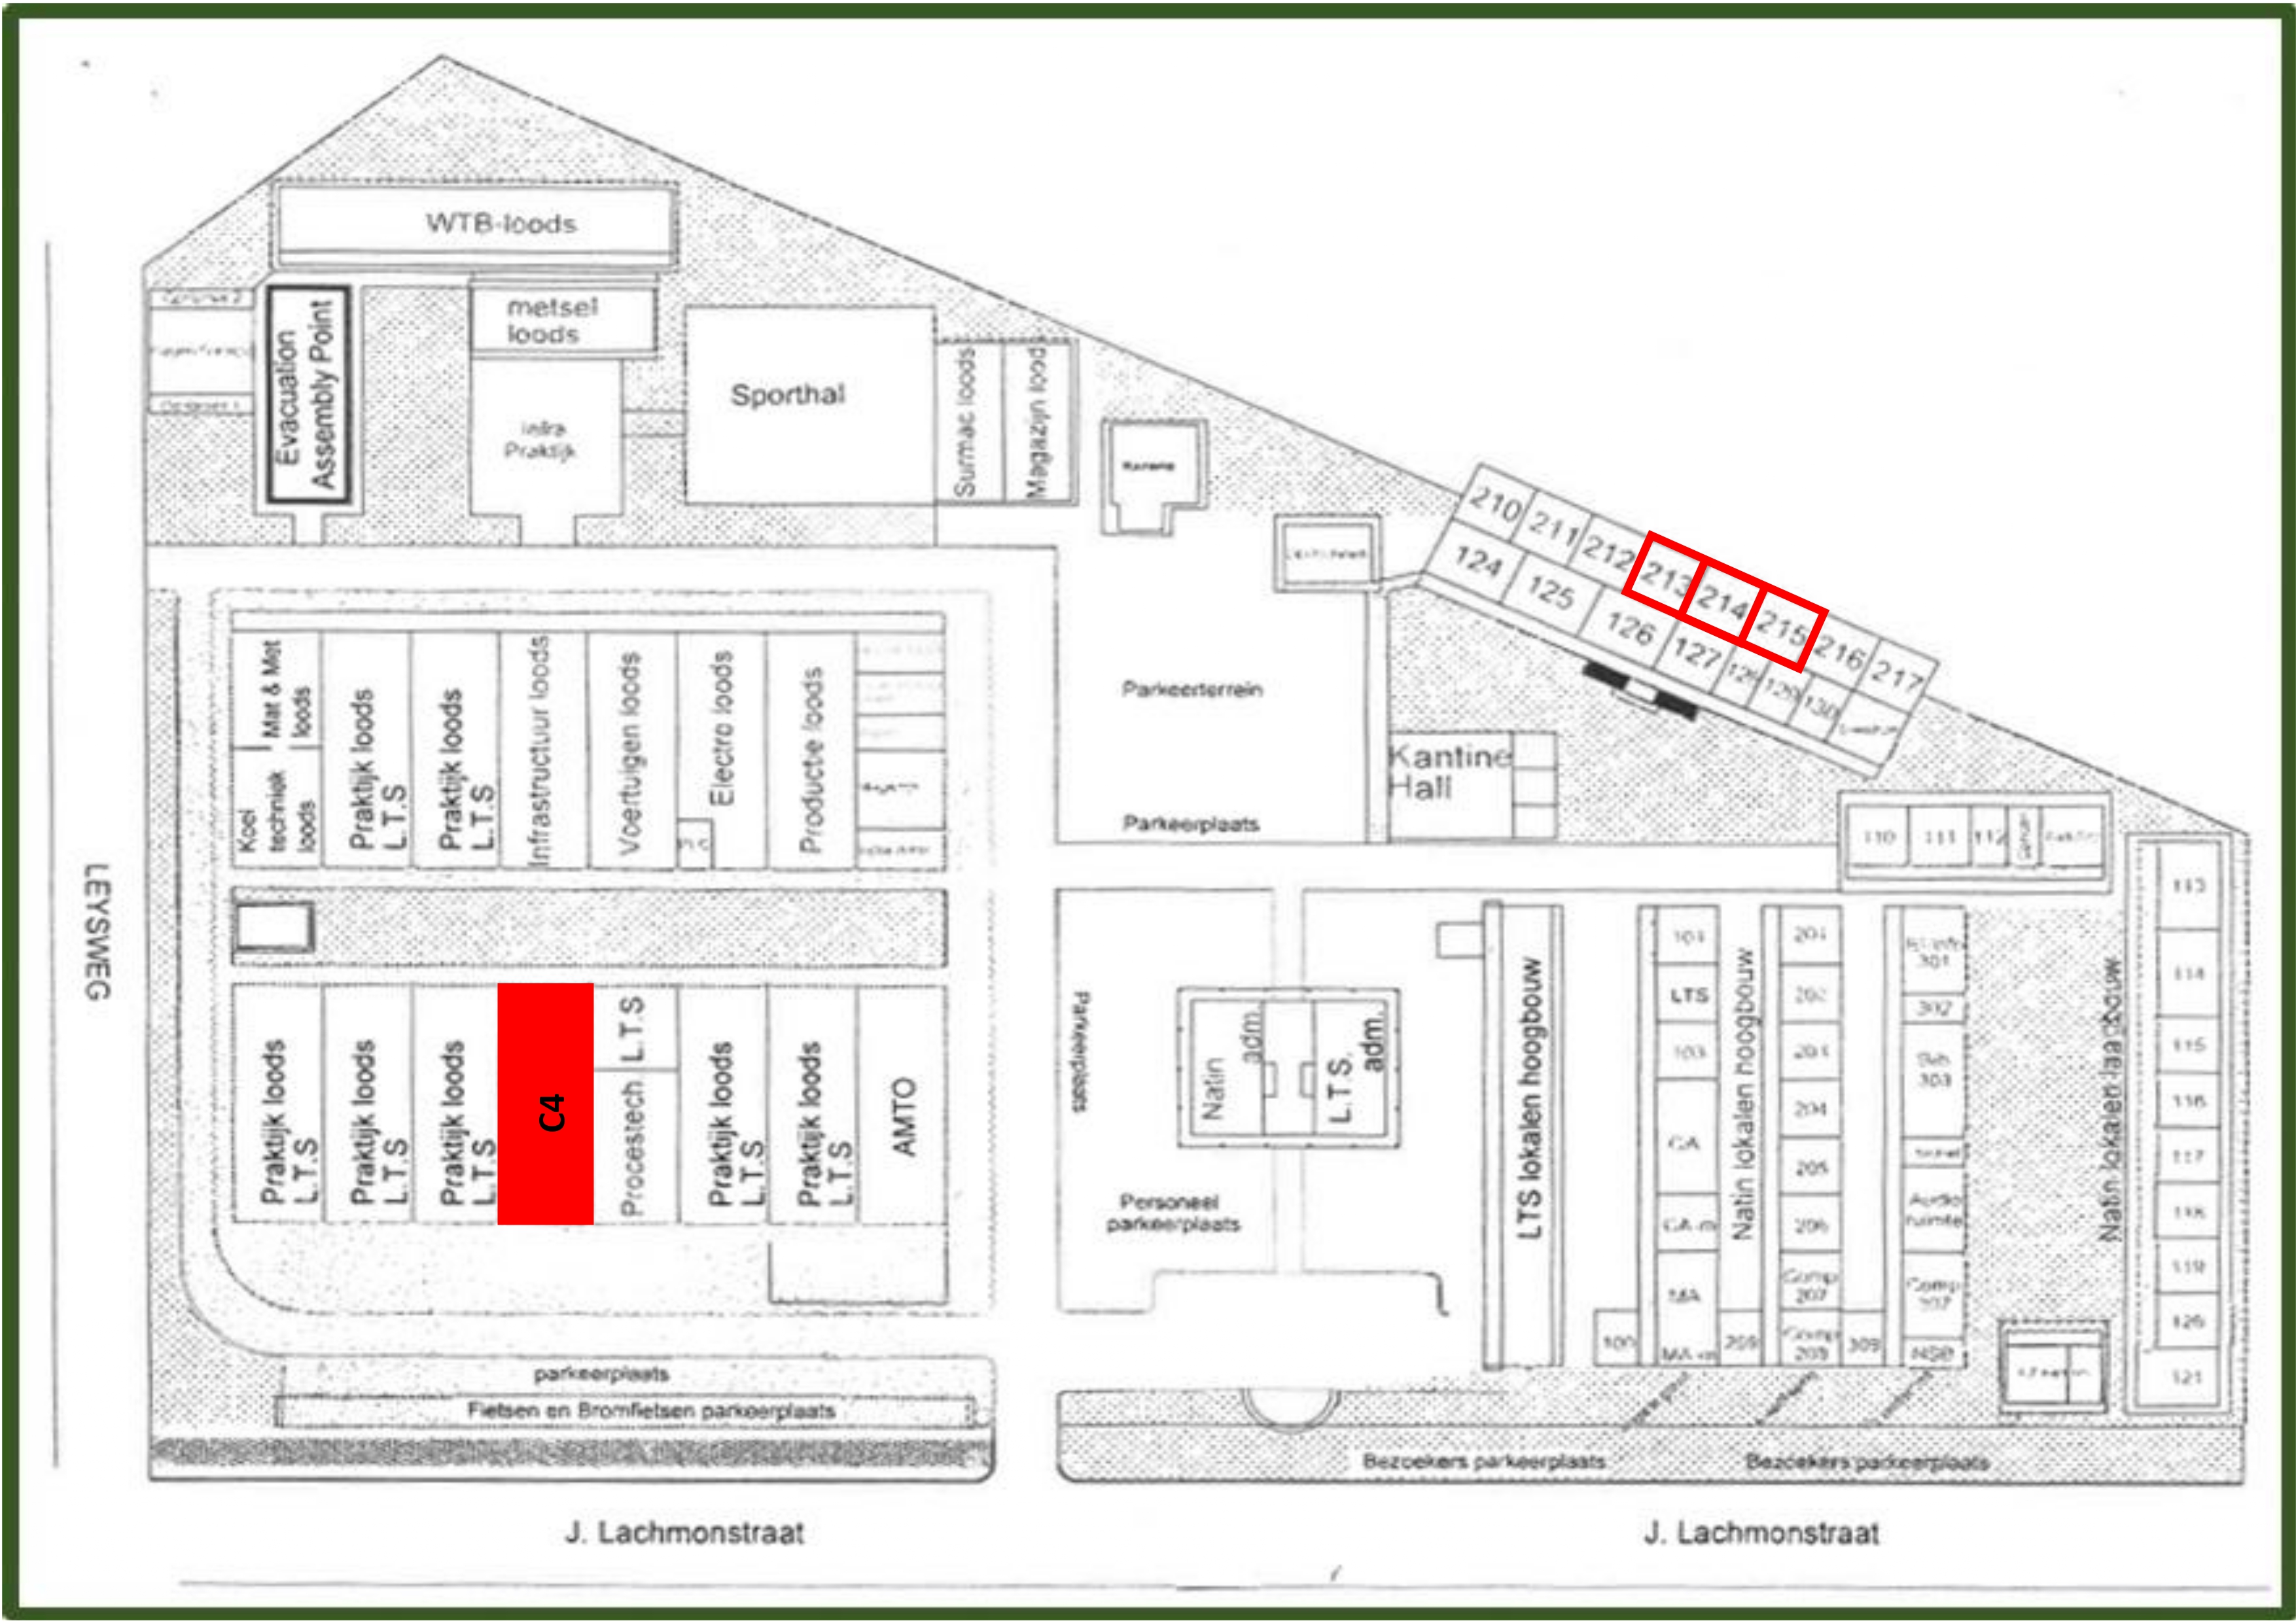 WTB-loods
metsel
loods
Evacuation
Assembly Point
infra
Praktijk
Sporthal
Surmac loods
Magazijn lood
210
211
212
213
214
215
216
217
124
125
126
127
129
130
Mat & Met
loods
Koel
techniek
loods
Praktijk loods
L.T.S
Praktijk loods
L.T.S
Infrastructuur loods
Voertuigen loods
Electro loods
Productie loods
Parkeerterrein
Parkeerplaats
Kantine
Hall
110
111
112
LEYSWEG
Praktijk loods
L.T.S
Praktijk loods
L.T.S
Praktijk loods
L.T.S
C4
L.T.S
Procestech
Praktijk loods
L.T.S
Praktijk loods
L.T.S
AMTO
Parkeerplaats
Natin
adm.
L.T.S.
adm.
Personeel
parkeerplaats
LTS lokalen hoogbouw
101
LTS
103
CA
CA-m
MA
100
Natin lokalen hoogbouw
209
201
202
203
204
205
206
Comp
207
Comp
208
309
301
302
303
Audio
ruimte
Comp
307
Natin lokalen laagbouw
113
114
115
116
117
118
119
120
121
parkeerplaats
Fietsen en Bromfietsen parkeerplaats
Bezoekers parkeerplaats
Bezoekers parkeerplaats
J. Lachmonstraat
J. Lachmonstraat